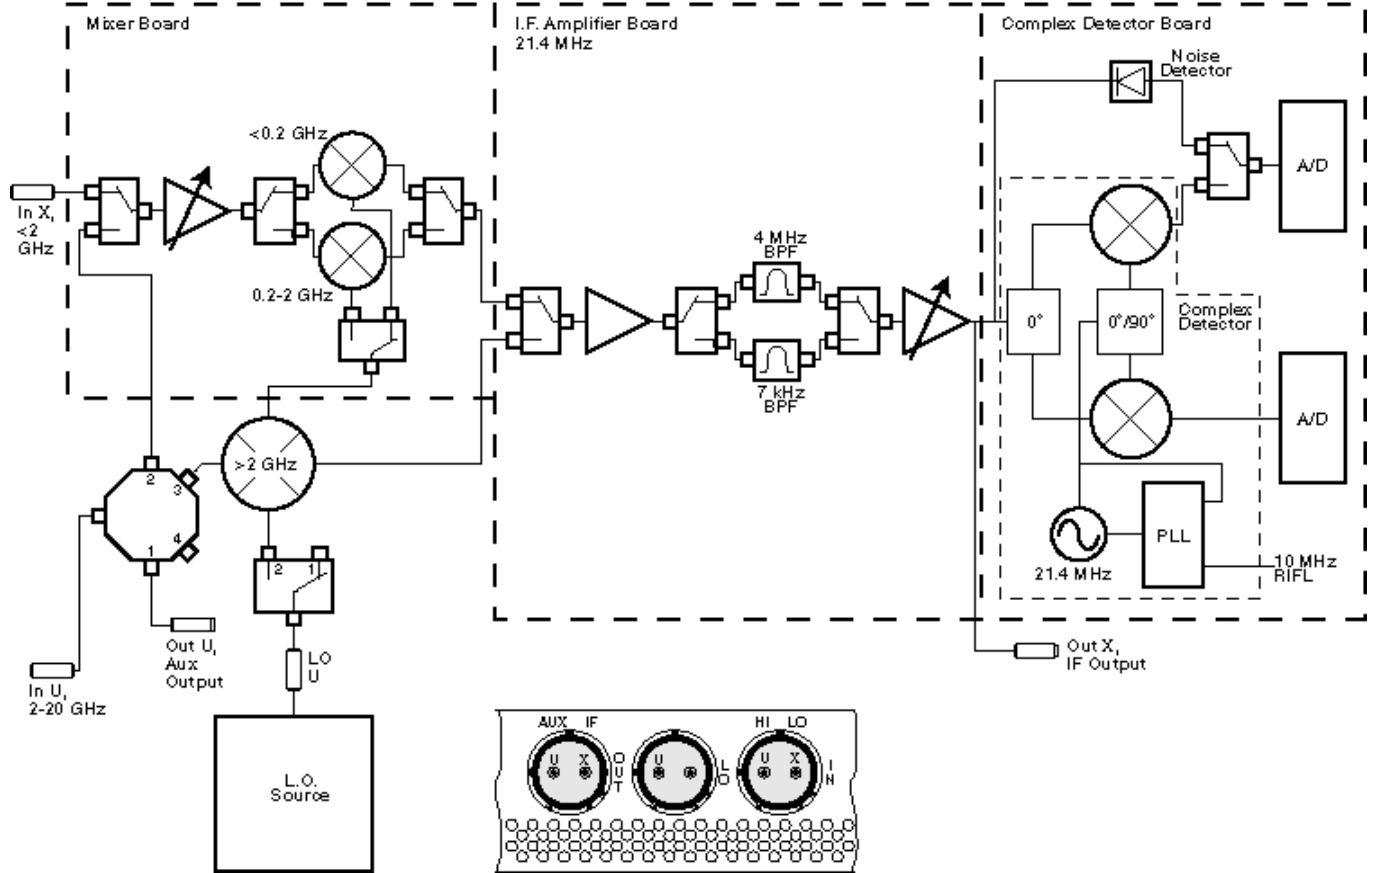 Mixer Board
I.F. Amplifier Board
21.4 MHz
Complex Detector Board
Noise
Detector
<0.2 GHz
A/D
In X,
<2
GHz
4 MHz
BPF
0.2-2 GHz
0°
0°/90°
Complex
Detector
7 kHz
BPF
A/D
>2 GHz
2
3
4
1
PLL
21.4 MHz
10 MHz
RIFL
2
1
Out U,
Aux
Output
LO
U
Out X,
IF Output
In U,
2-20 GHz
AUX IF
HI LO
U X
OUT
U
LO
U X
IN
L.O.
Source